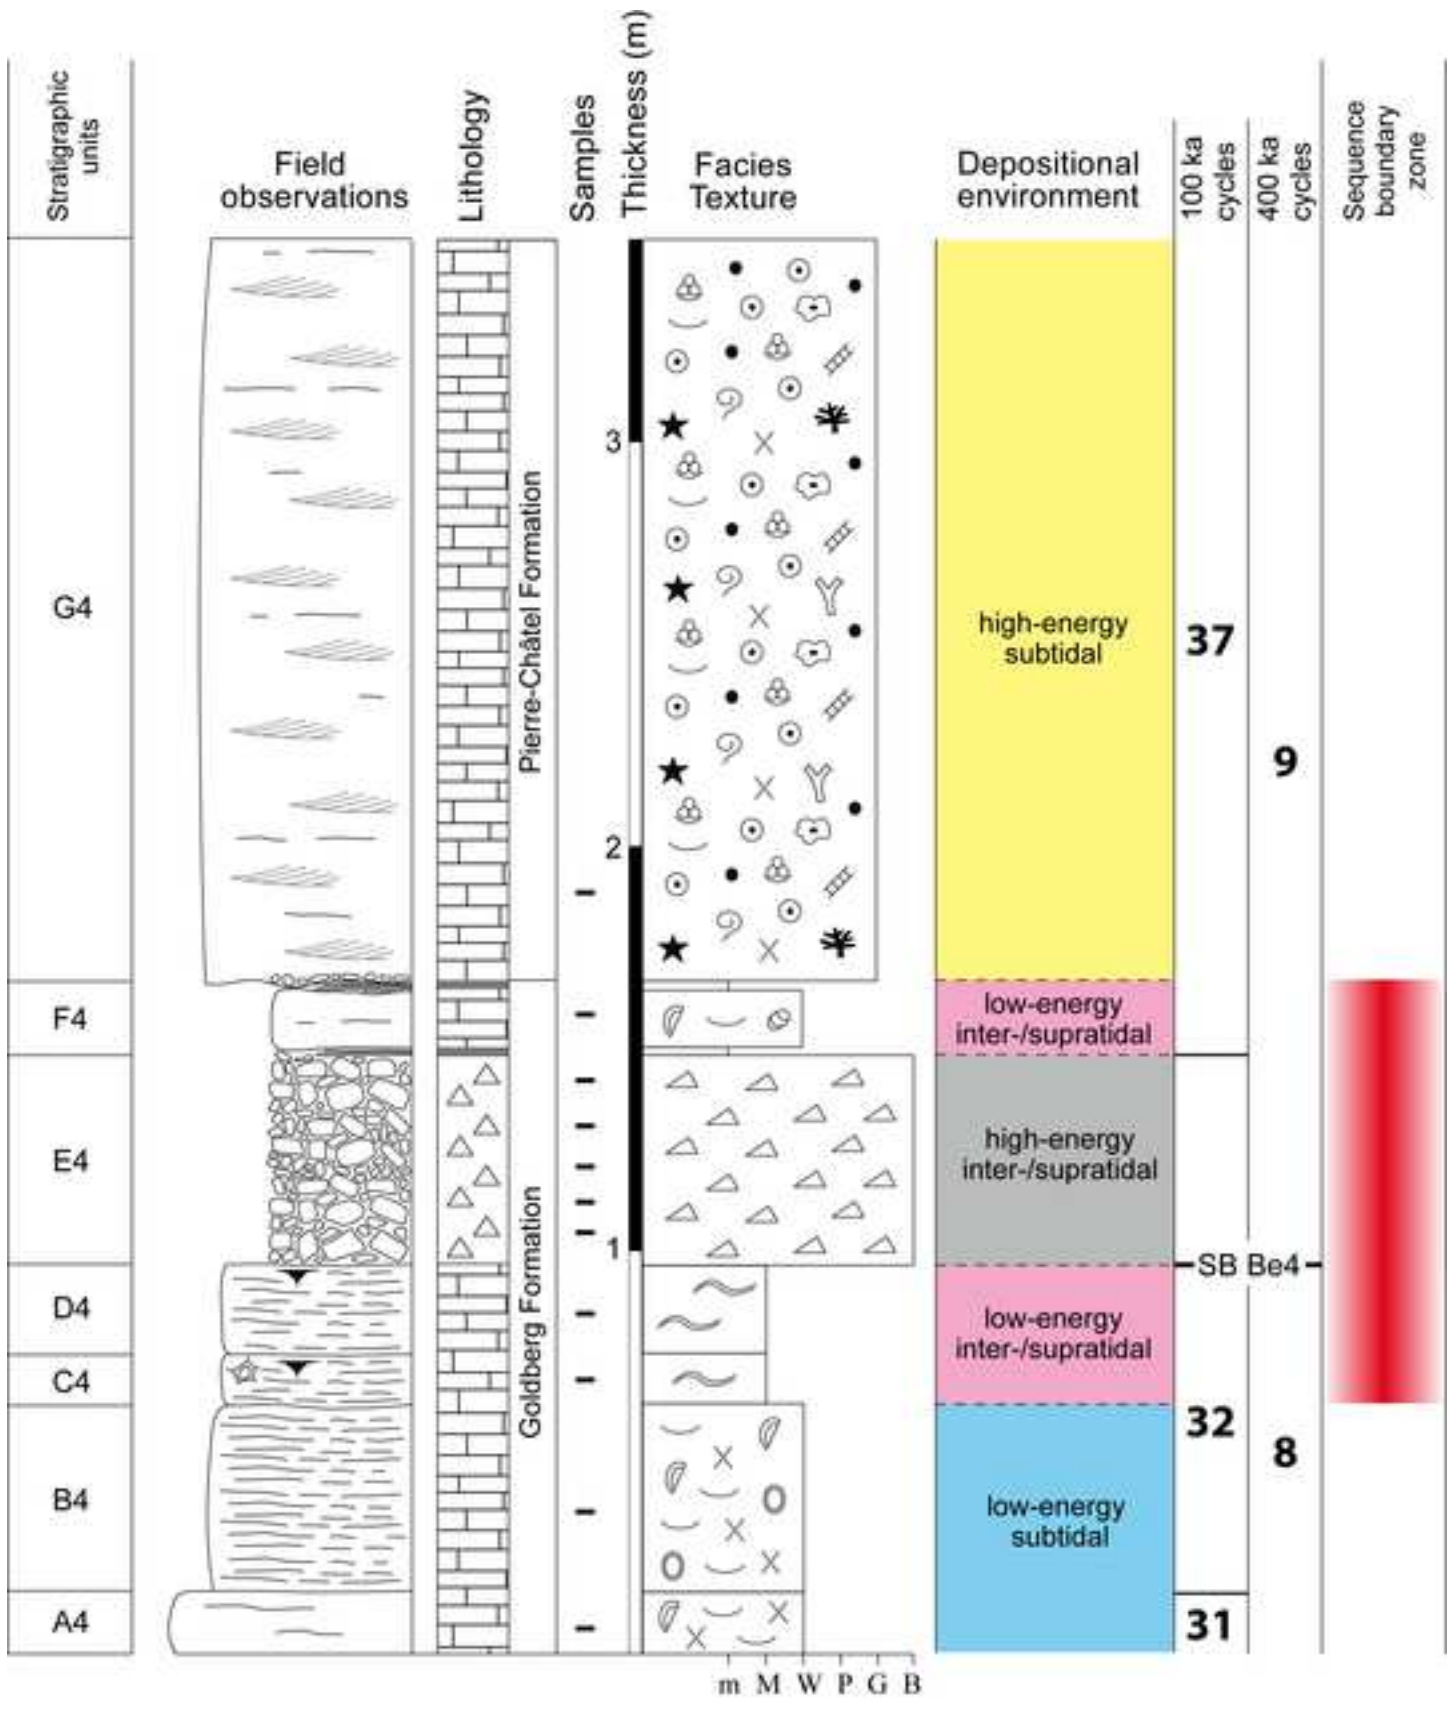 Stratigraphic
units
Field
observations
Lithology
Samples
Thickness (m)
Facies
Texture
Depositional
environment
100 ka
cycles
400 ka
cycles
Sequence
boundary
zone
G4
F4
E4
D4
C4
B4
A4
Pierre-Châtel Formation
Goldberg Formation
3
2
1
high-energy
subtidal
low-energy
inter-/supratidal
high-energy
inter-/supratidal
low-energy
inter-/supratidal
low-energy
subtidal
37
9
SB Be4
32
8
31
m M W P G B